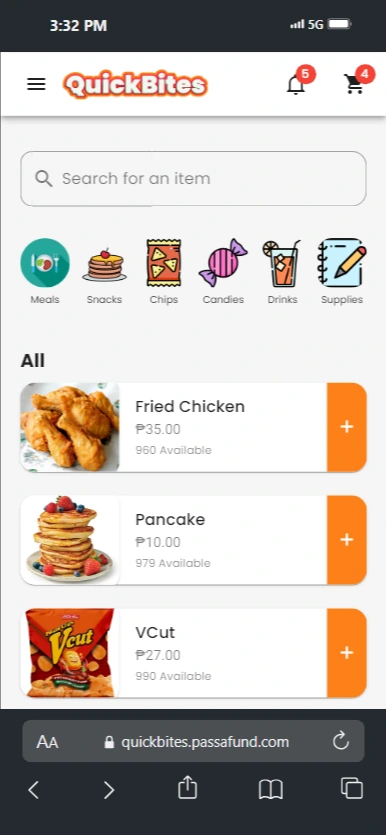 3:32 PM 5G
QuickBites 5 4
Search for an item
Meals Snacks Chips Candies Drinks Supplies
All
Fried Chicken
₱35.00
960 Available
+
Pancake
₱10.00
979 Available
+
Vcut
VCut
₱27.00
990 Available
+
AA quickbites.passafund.com